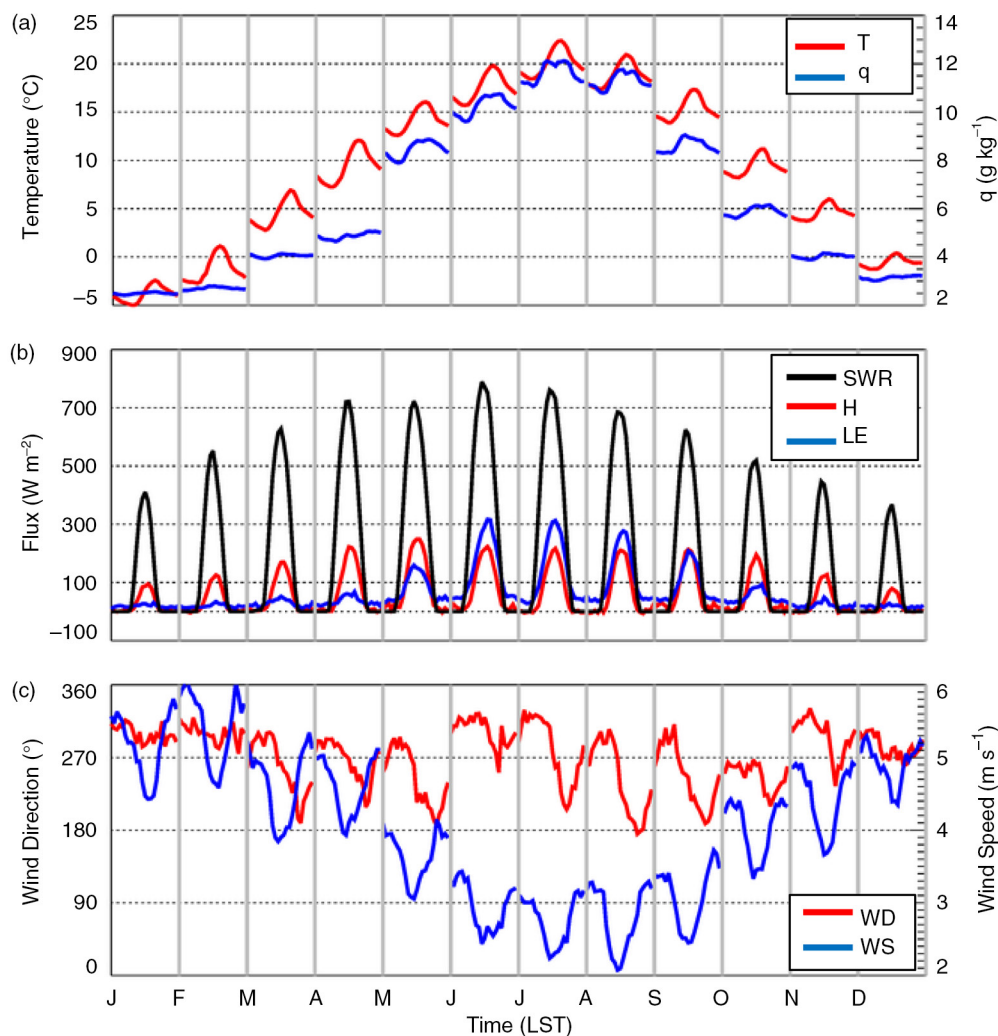 (a)
25
20
15
10
5
0
−5
Temperature (°C)
14
12
10
8
6
4
2
q (g kg⁻¹)
T
q
(b)
900
700
500
300
100
−100
Flux (W m⁻²)
SWR
H
LE
(c)
360
270
180
90
0
Wind Direction (°)
6
5
4
3
2
Wind Speed (m s⁻¹)
WD
WS
J F M A M J J A S O N D
Time (LST)